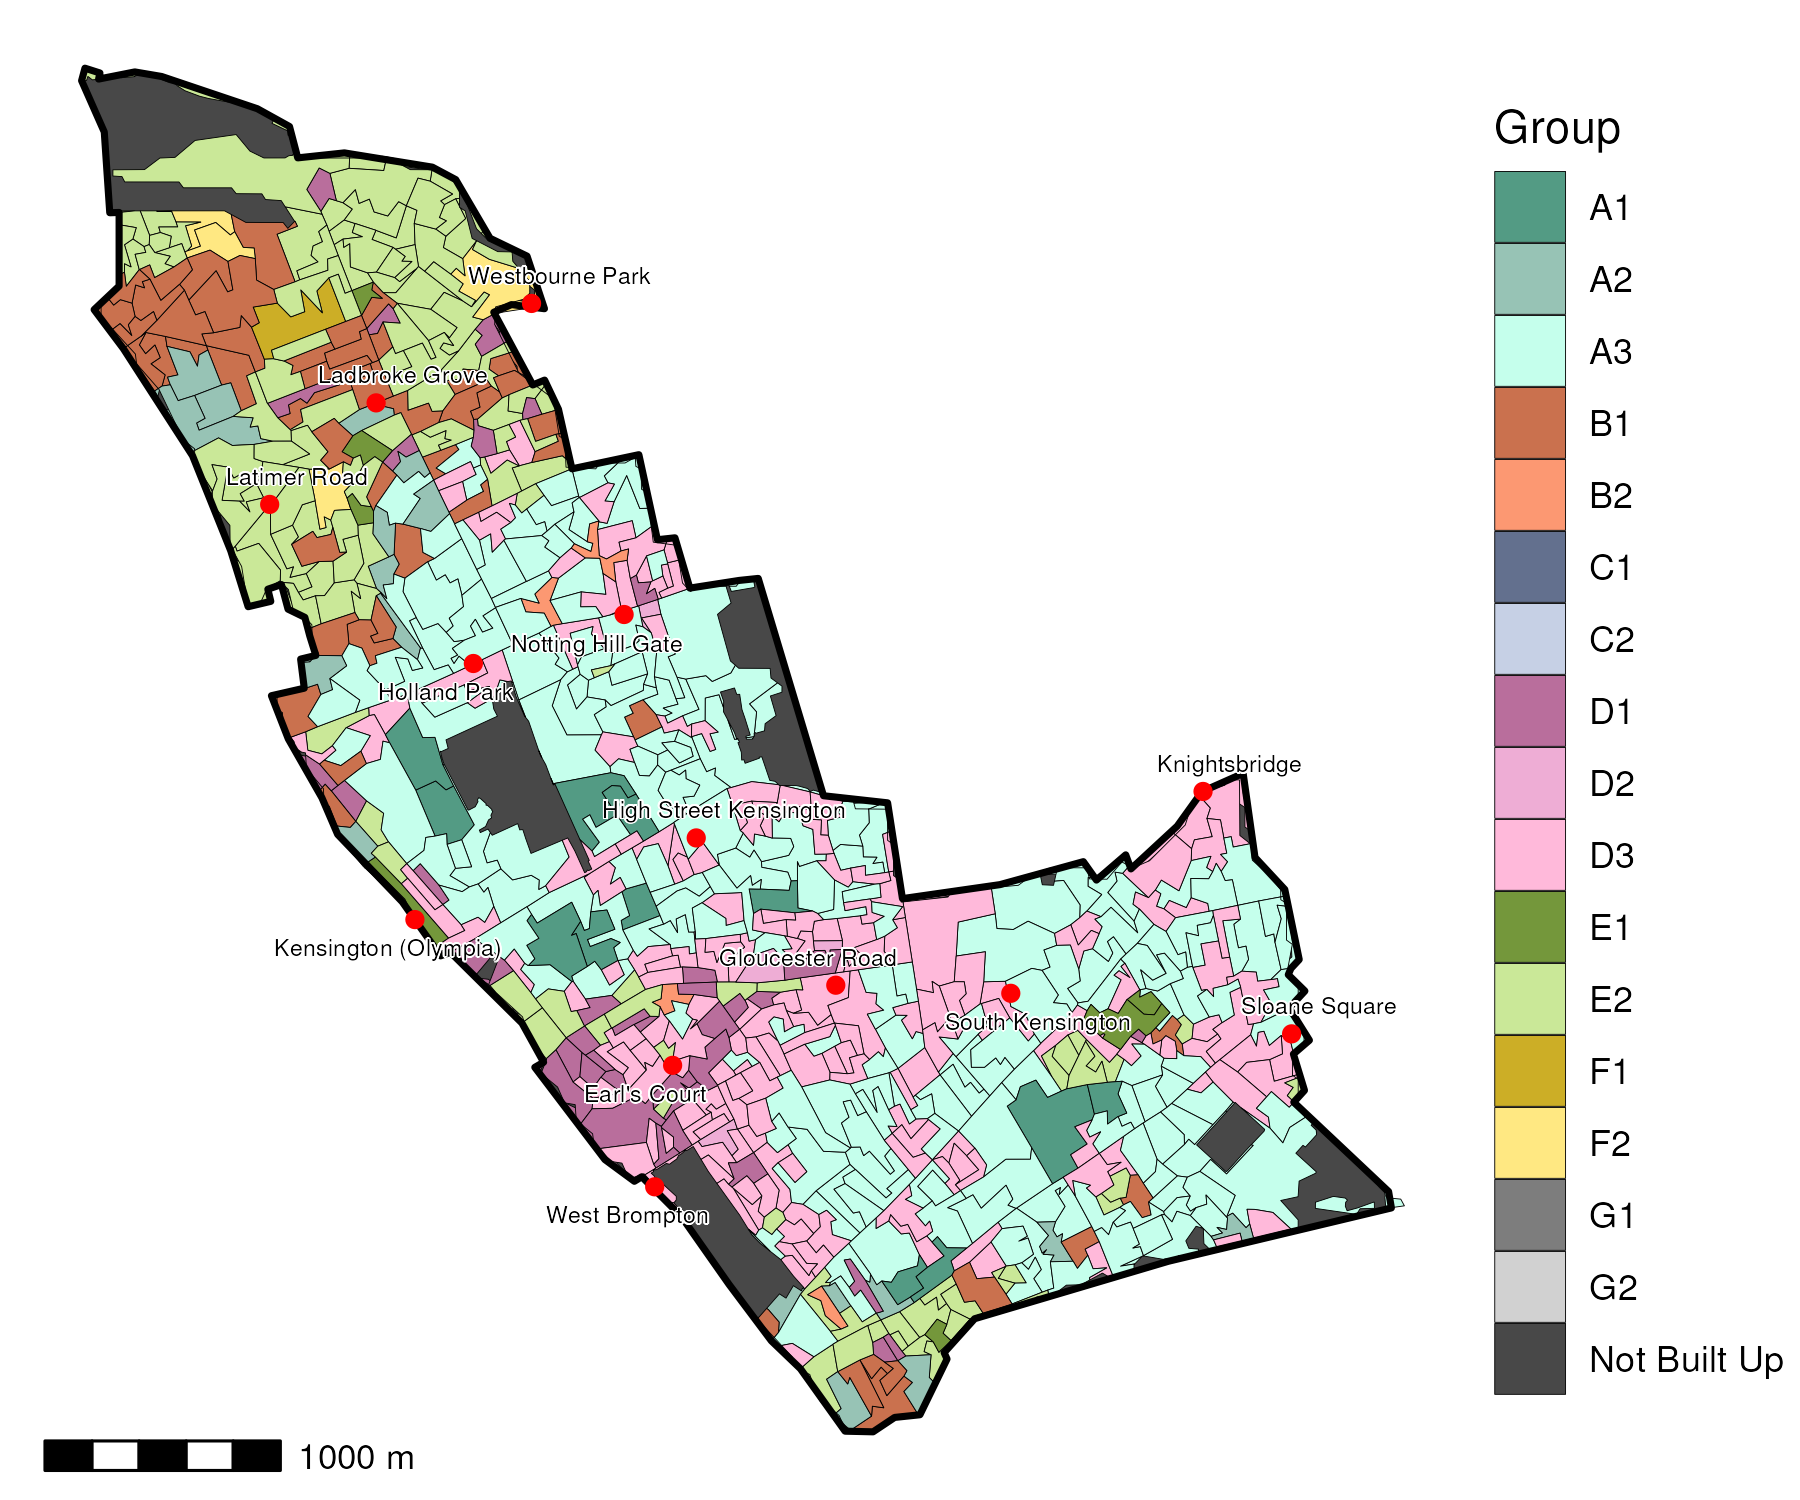 Group
A1
A2
A3
B1
B2
C1
C2
D1
D2
D3
E1
E2
F1
F2
G1
G2
Not Built Up
Westbourne Park
Ladbroke Grove
Latimer Road
Notting Hill Gate
Holland Park
Knightsbridge
High Street Kensington
Kensington (Olympia)
Gloucester Road
Sloane Square
South Kensington
Earl's Court
West Brompton
1000 m